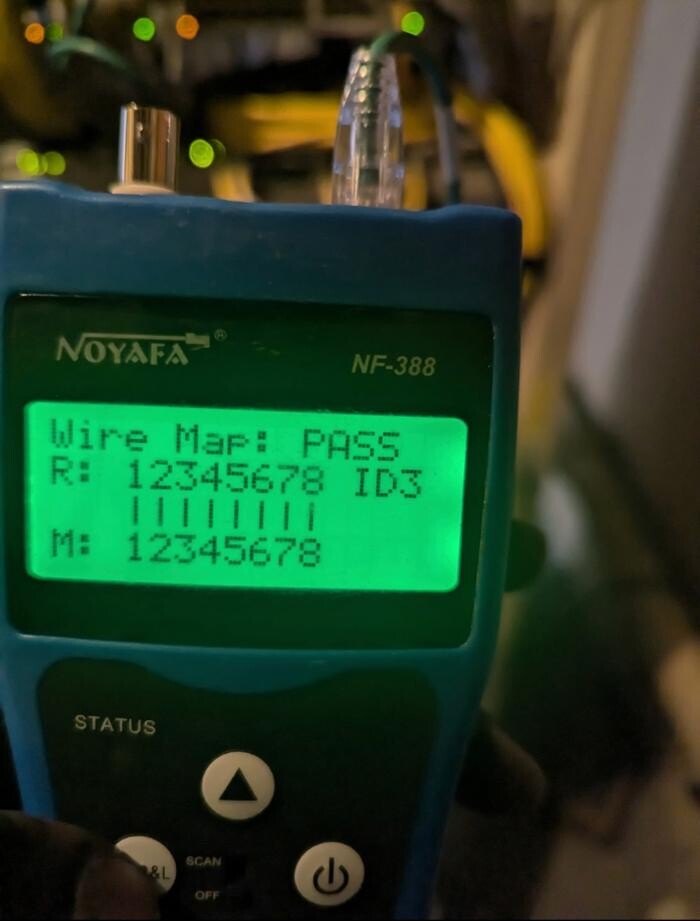 NOYAFA®
NF-388
Wire Map: PASS
R: 12345678 ID3
||||||||
M: 12345678
STATUS
&L
SCAN
OFF